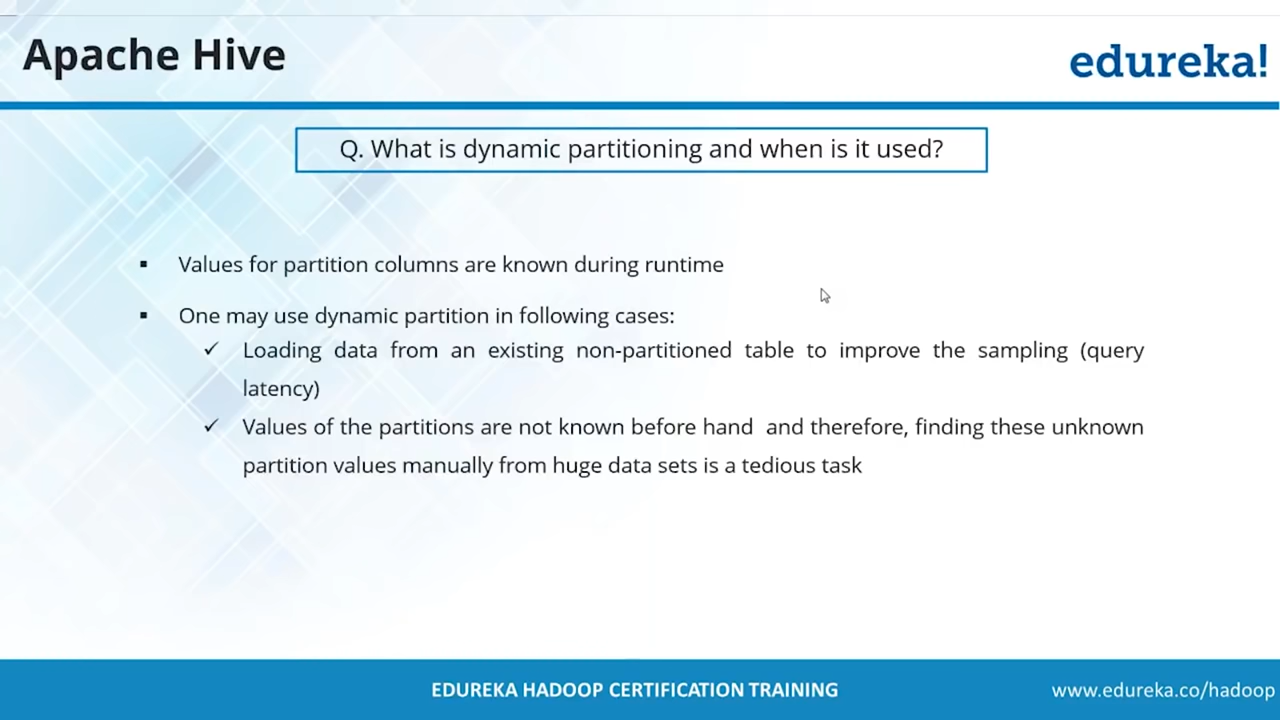 Apache Hive
edureka!
Q. What is dynamic partitioning and when is it used?
▪ Values for partition columns are known during runtime
▪ One may use dynamic partition in following cases:
✓ Loading data from an existing non-partitioned table to improve the sampling (query
latency)
✓ Values of the partitions are not known before hand and therefore, finding these unknown
partition values manually from huge data sets is a tedious task
EDUREKA HADOOP CERTIFICATION TRAINING
www.edureka.co/hadoop